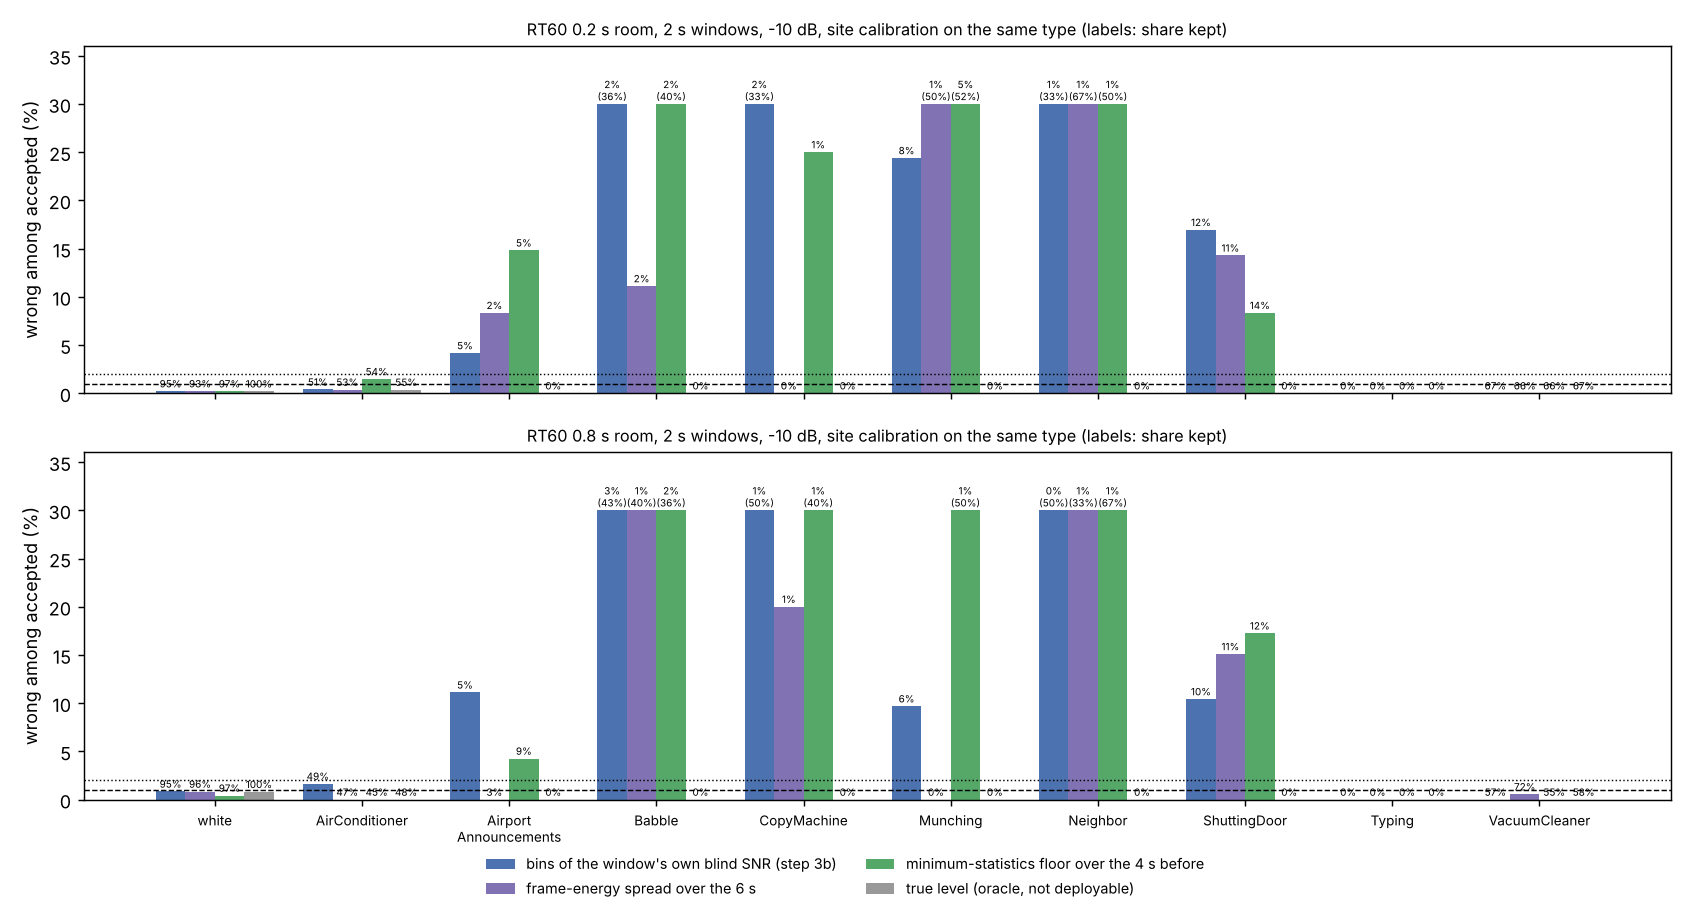 RT60 0.2 s room, 2 s windows, -10 dB, site calibration on the same type (labels: share kept)
wrong among accepted (%)
35
30
25
20
15
10
5
0
95% 93% 97% 100%
51% 53% 54% 55%
5% 2% 5% 0%
2% (36%) 2% 2% (40%) 0%
2% (33%) 0% 1% 0%
8% 1% (50%) 5% (52%) 0%
1% (33%) 1% (67%) 1% (50%) 0%
12% 11% 14% 0%
0% 0% 0% 0%
67% 66% 67%
RT60 0.8 s room, 2 s windows, -10 dB, site calibration on the same type (labels: share kept)
wrong among accepted (%)
35
30
25
20
15
10
5
0
95% 96% 97% 100%
49% 47% 45% 48%
5% 3% 9% 0%
3% (43%) 1% (40%) 2% (36%) 0%
1% (50%) 1% 1% (40%) 0%
6% 0% 1% (50%) 0%
0% (50%) 1% (33%) 1% (67%) 0%
10% 11% 12% 0%
0% 0% 0% 0%
57% 72% 58%
white
AirConditioner
Airport
Announcements
Babble
CopyMachine
Munching
Neighbor
ShuttingDoor
Typing
VacuumCleaner
bins of the window's own blind SNR (step 3b)
frame-energy spread over the 6 s
minimum-statistics floor over the 4 s before
true level (oracle, not deployable)